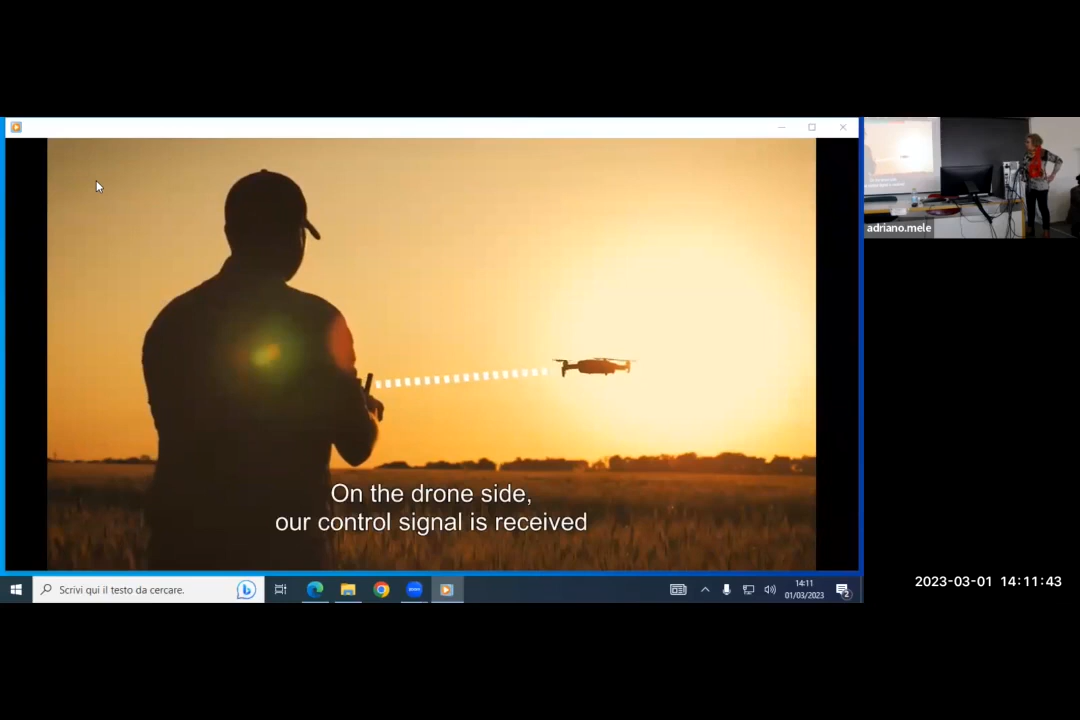 adriano.mele
On the drone side,
our control signal is received
2023-03-01 14:11:43
Scrivi qui il testo da cercare.
14:11
01/03/2023
2